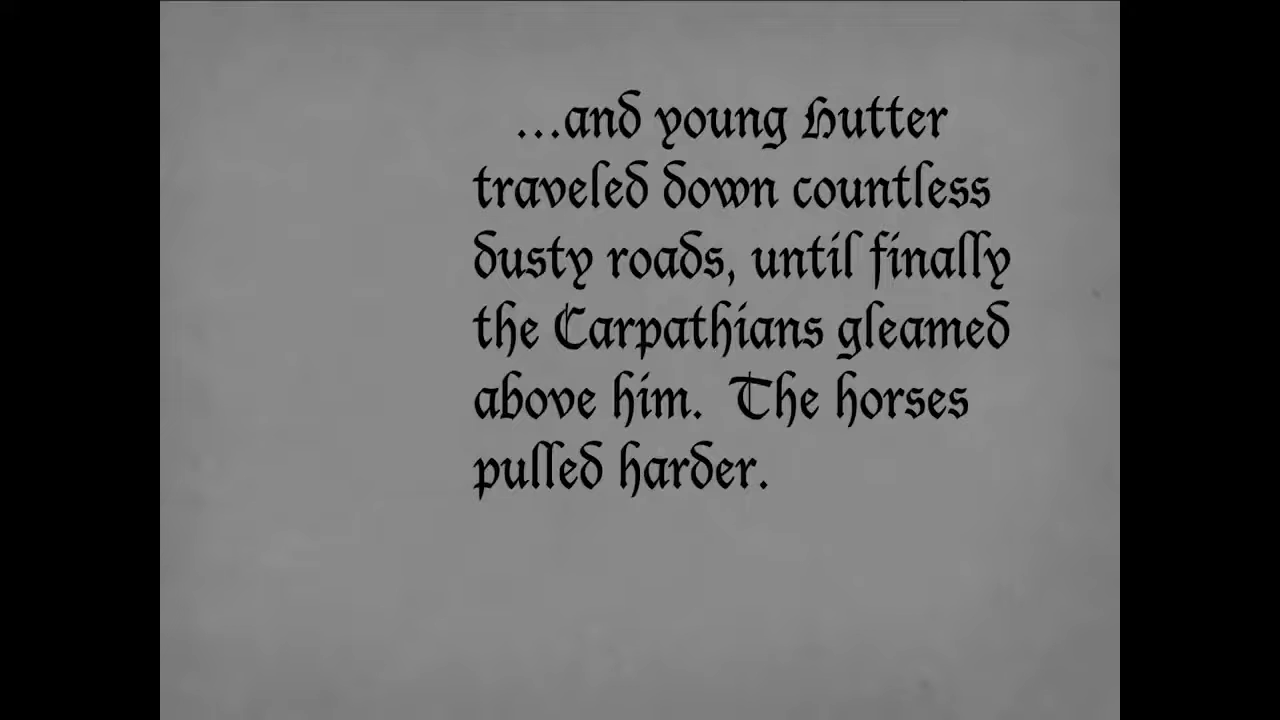 ...and young Hutter
traveled down countless
dusty roads, until finally
the Carpathians gleamed
above him.  The horses
pulled harder.